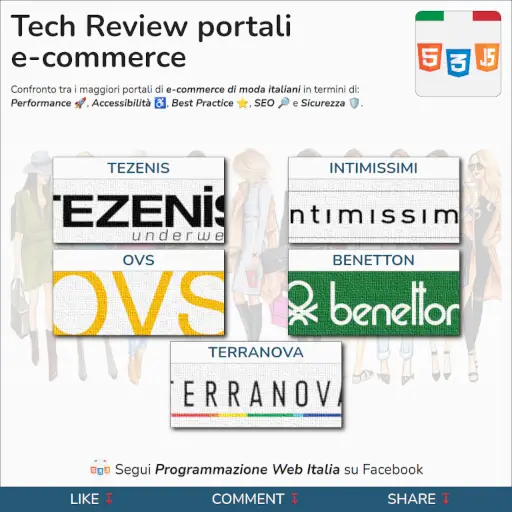 Tech Review portali
e-commerce
Confronto tra i maggiori portali di e-commerce di moda italiani in termini di:
Performance 🚀, Accessibilità ♿, Best Practice ⭐, SEO 🔎 e Sicurezza 🛡️.
5 3 JS
TEZENIS
INTIMISSIMI
TEZENIS
underwe
ntimissim
OVS
BENETTON
OVS
benetton
TERRANOVA
TERRANOVA
Segui Programmazione Web Italia su Facebook
LIKE COMMENT SHARE